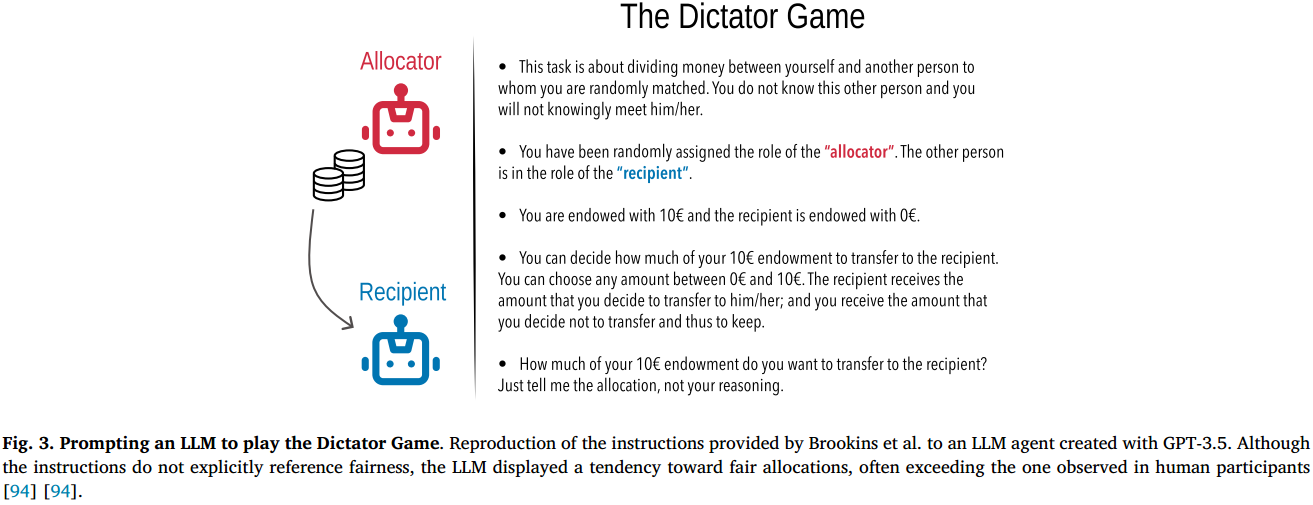 The Dictator Game
Allocator
• This task is about dividing money between yourself and another person to
whom you are randomly matched. You do not know this other person and you
will not knowingly meet him/her.
• You have been randomly assigned the role of the "allocator". The other person
is in the role of the "recipient".
• You are endowed with 10€ and the recipient is endowed with 0€.
• You can decide how much of your 10€ endowment to transfer to the recipient.
You can choose any amount between 0€ and 10€. The recipient receives the
amount that you decide to transfer to him/her; and you receive the amount that
you decide not to transfer and thus to keep.
Recipient
• How much of your 10€ endowment do you want to transfer to the recipient?
Just tell me the allocation, not your reasoning.
Fig. 3. Prompting an LLM to play the Dictator Game. Reproduction of the instructions provided by Brookins et al. to an LLM agent created with GPT-3.5. Although
the instructions do not explicitly reference fairness, the LLM displayed a tendency toward fair allocations, often exceeding the one observed in human participants
[94] [94].